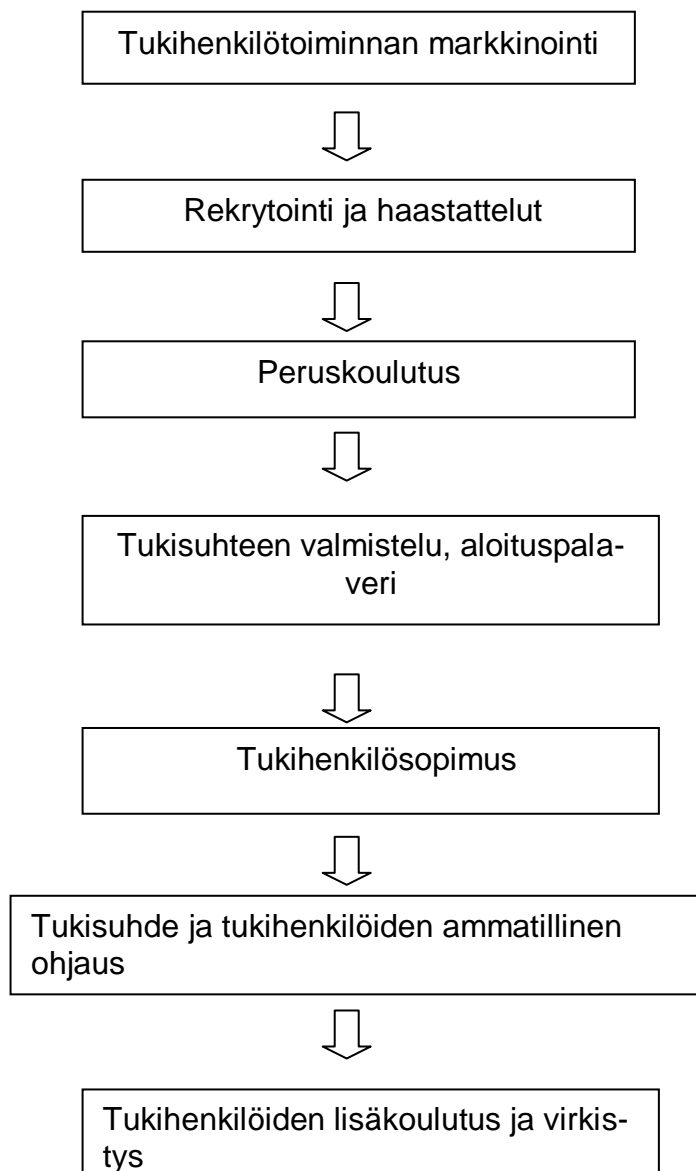 Tukihenkilötoiminnan markkinointi
Rekrytointi ja haastattelut
Peruskoulutus
Tukisuhteen valmistelu, aloituspala-
veri
Tukihenkilösopimus
Tukisuhde ja tukihenkilöiden ammatillinen
ohjaus
Tukihenkilöiden lisäkoulutus ja virkis-
tys